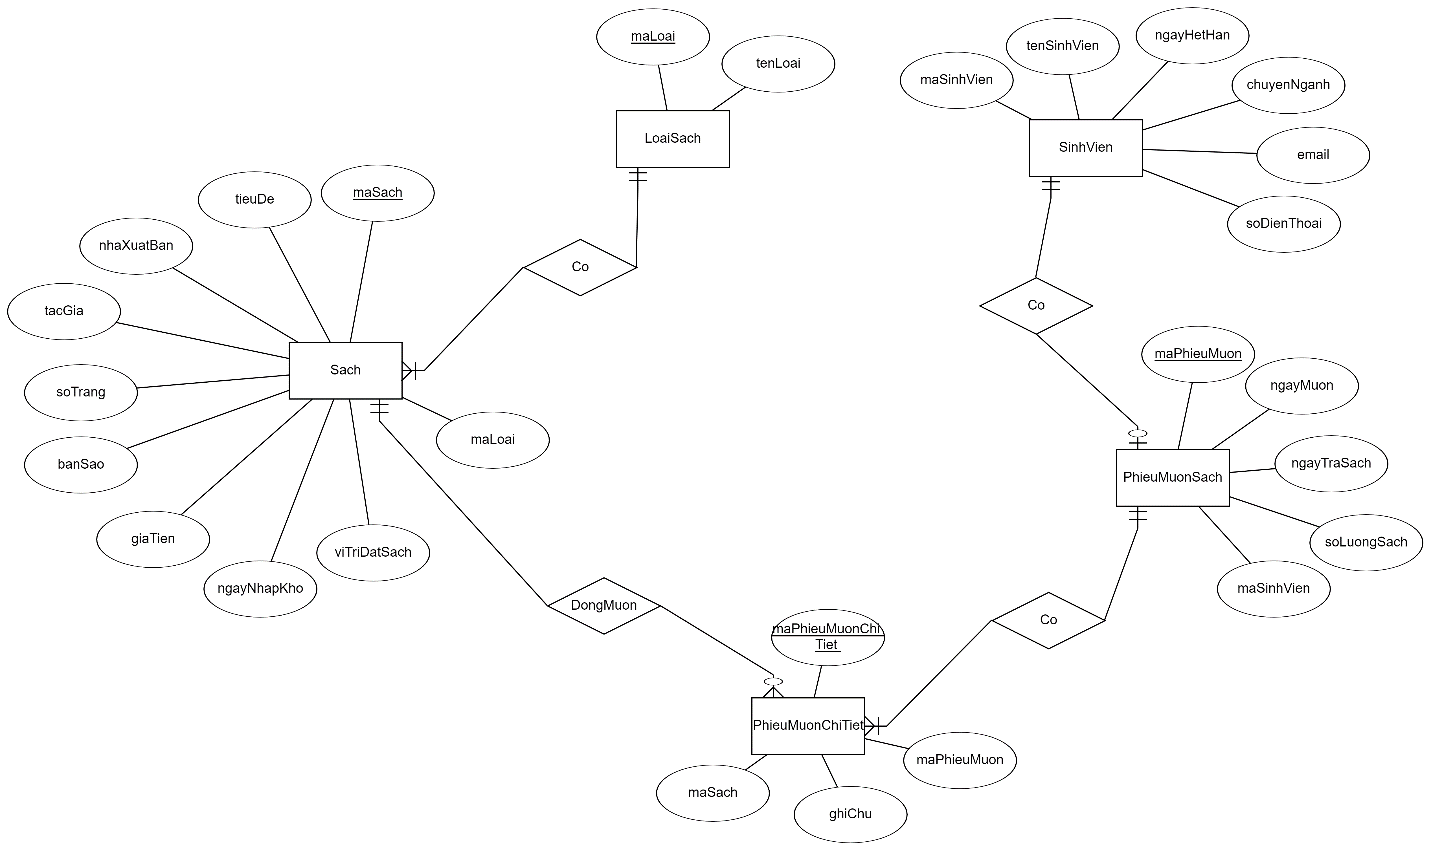 maLoai
tenLoai
LoaiSach
maSinhVien
tenSinhVien
ngayHetHan
chuyenNganh
email
soDienThoai
SinhVien
tieuDe
maSach
nhaXuatBan
tacGia
soTrang
banSao
giaTien
ngayNhapKho
viTriDatSach
maLoai
Sach
Co
Co
maPhieuMuon
ngayMuon
ngayTraSach
soLuongSach
maSinhVien
PhieuMuonSach
DongMuon
Co
maPhieuMuonChi
Tiet
PhieuMuonChiTiet
maPhieuMuon
maSach
ghiChu